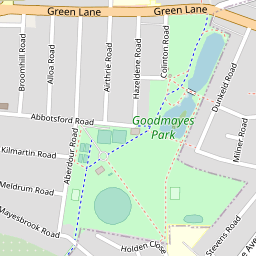 Green Lane
Green Lane
Broomhill Road
Alloa Road
Airthrie Road
Hazeldene Road
Colinton Road
Dunkeld Road
Abbotsford Road
Goodmayes
Park
Milner Road
Kilmartin Road
Aberdour Road
Meldrum Road
Mayesbrook Road
Holden Close
Stevens Road